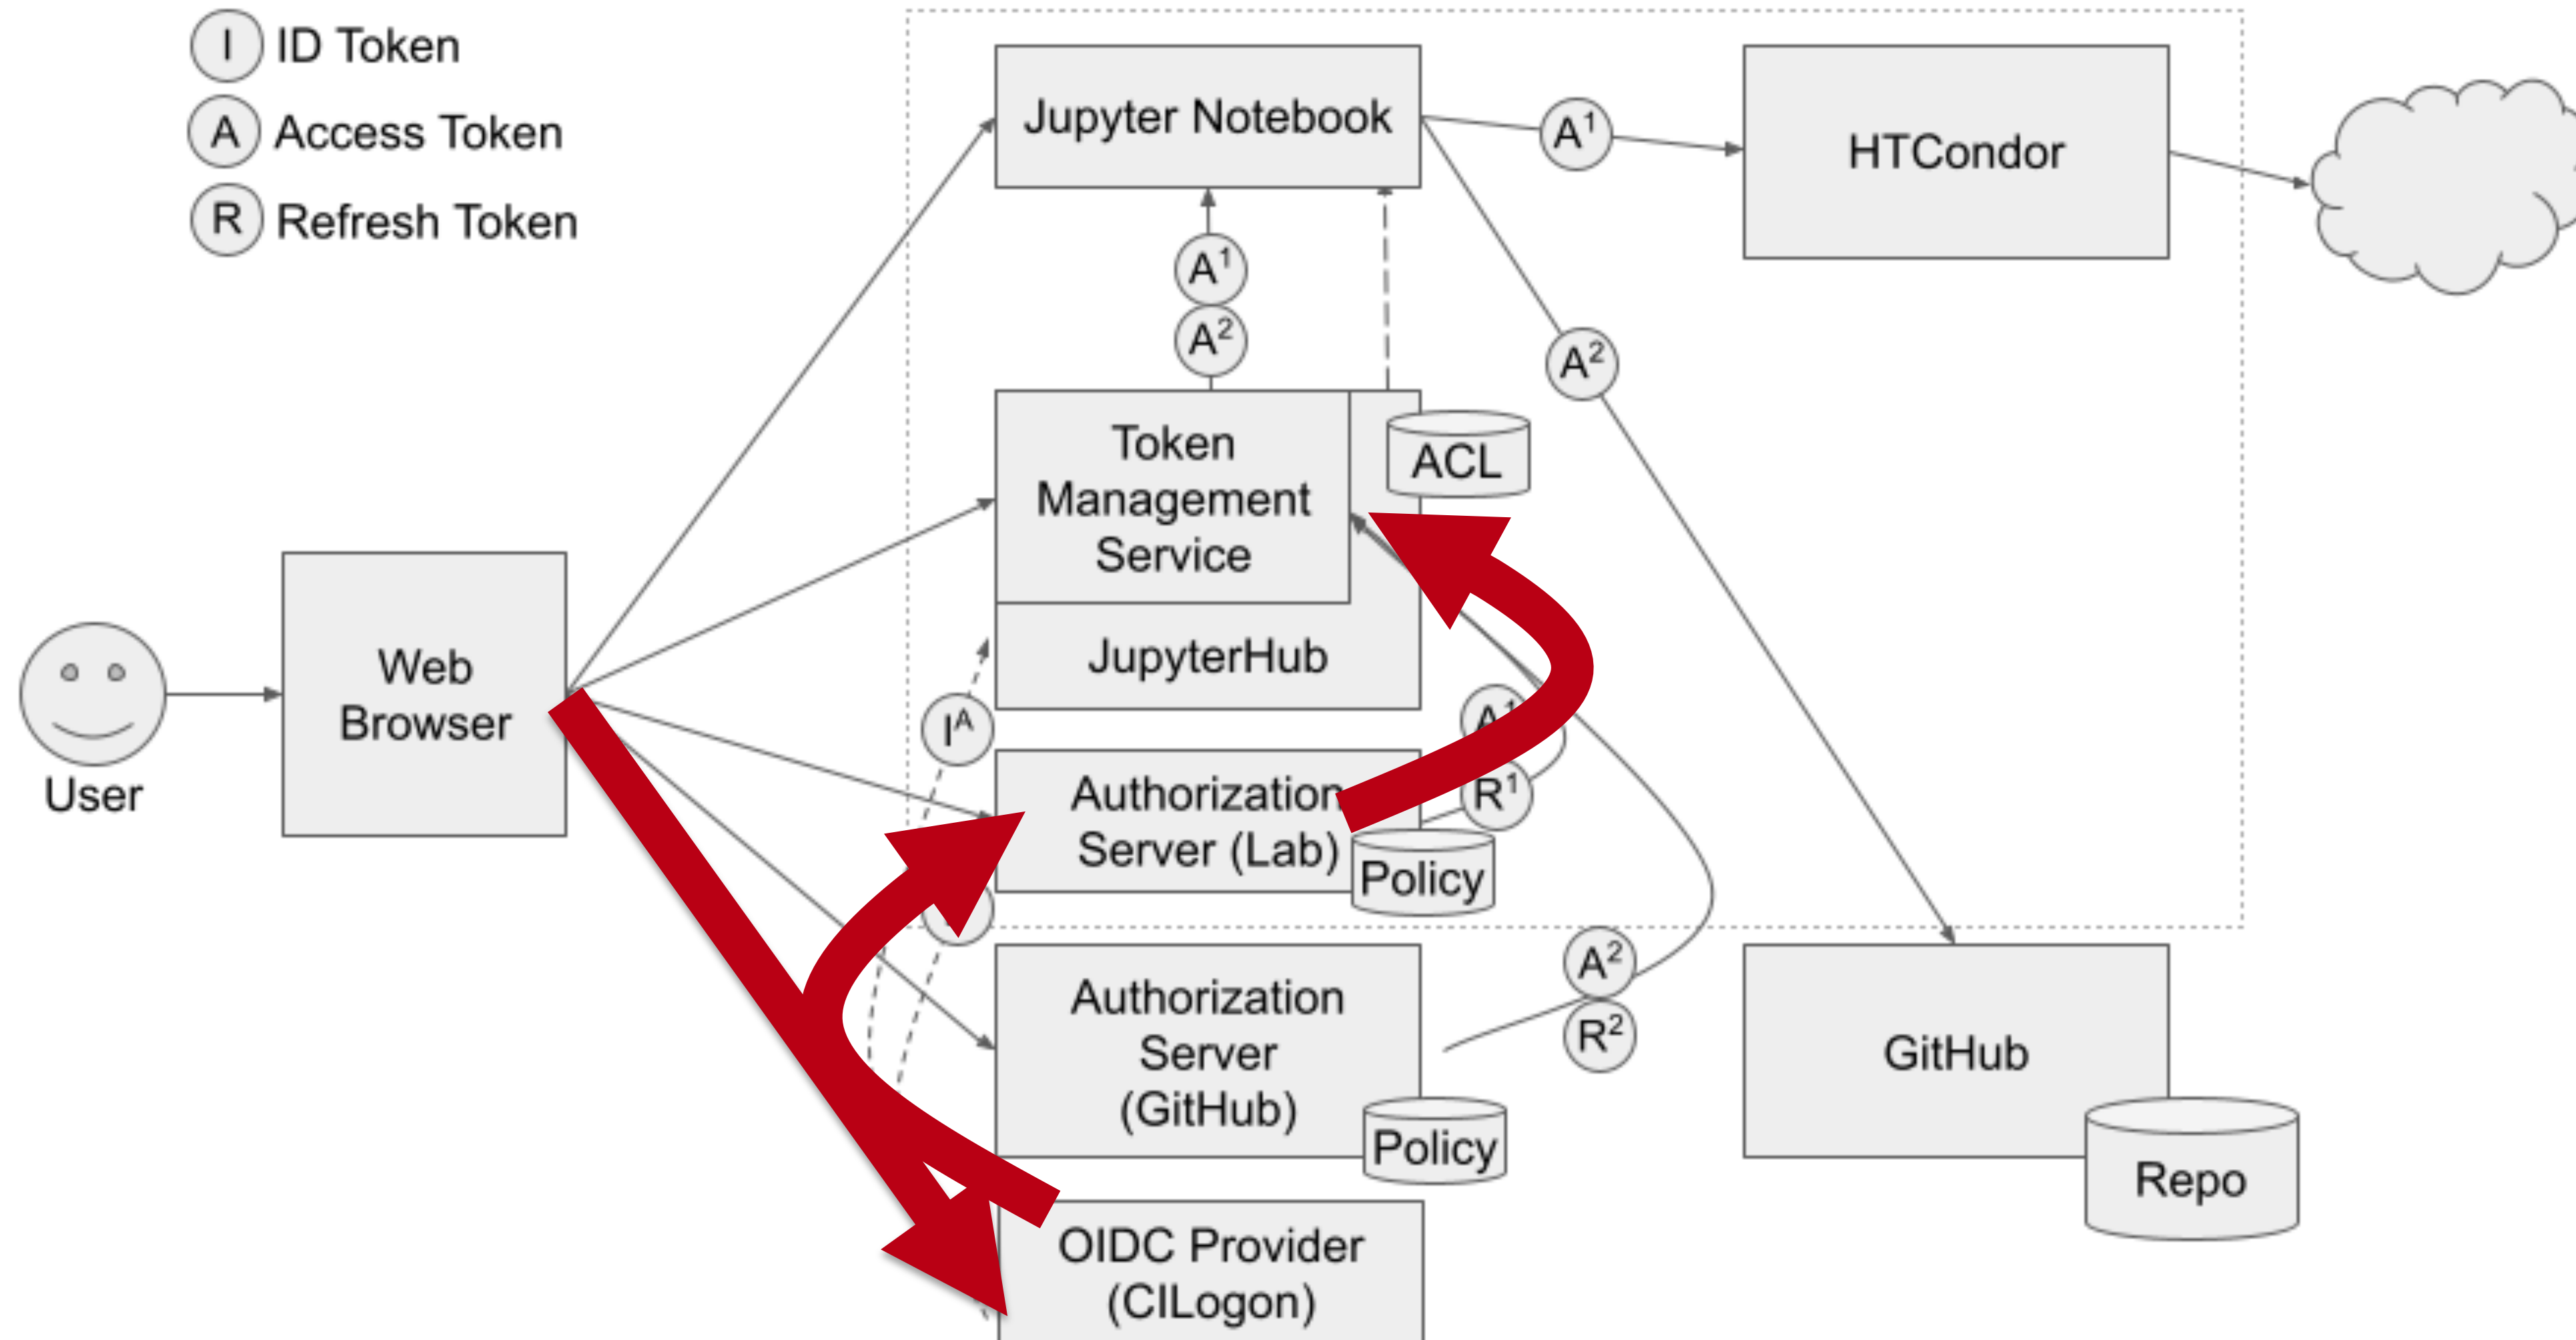 I ID Token
A Access Token
R Refresh Token
Jupyter Notebook
A¹
HTCondor
A¹
A²
A²
Token
Management
Service
ACL
JupyterHub
Web
Browser
User
Iᴬ
A¹
R¹
Authorization
Server (Lab)
Policy
Authorization
Server
(GitHub)
Policy
A²
R²
GitHub
Repo
OIDC Provider
(CILogon)